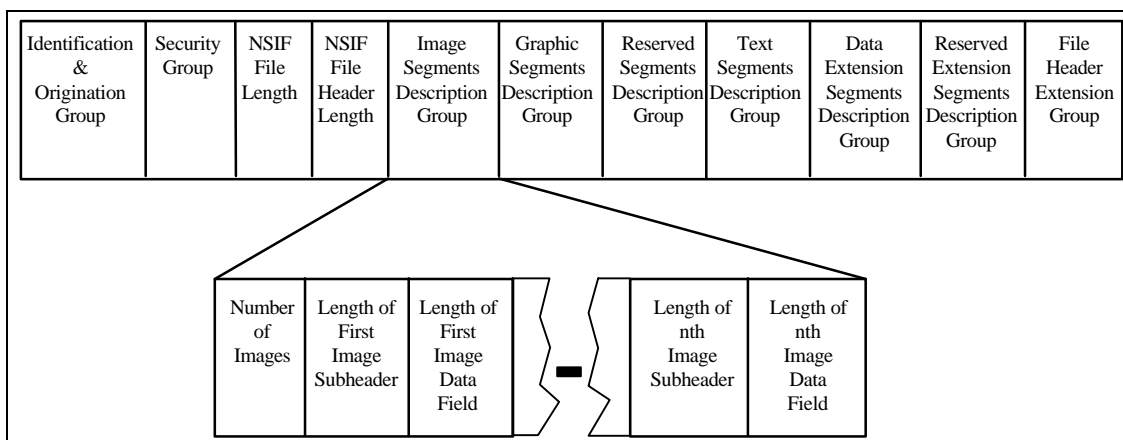 Identification
&
Origination
Group
Security
Group
NSIF
File
Length
NSIF
File
Header
Length
Image
Segments
Description
Group
Graphic
Segments
Description
Group
Reserved
Segments
Description
Group
Text
Segments
Description
Group
Data
Extension
Segments
Description
Group
Reserved
Extension
Segments
Description
Group
File
Header
Extension
Group
Number
of
Images
Length of
First
Image
Subheader
Length of
First
Image
Data
Field
Length of
nth
Image
Subheader
Length of
nth
Image
Data
Field